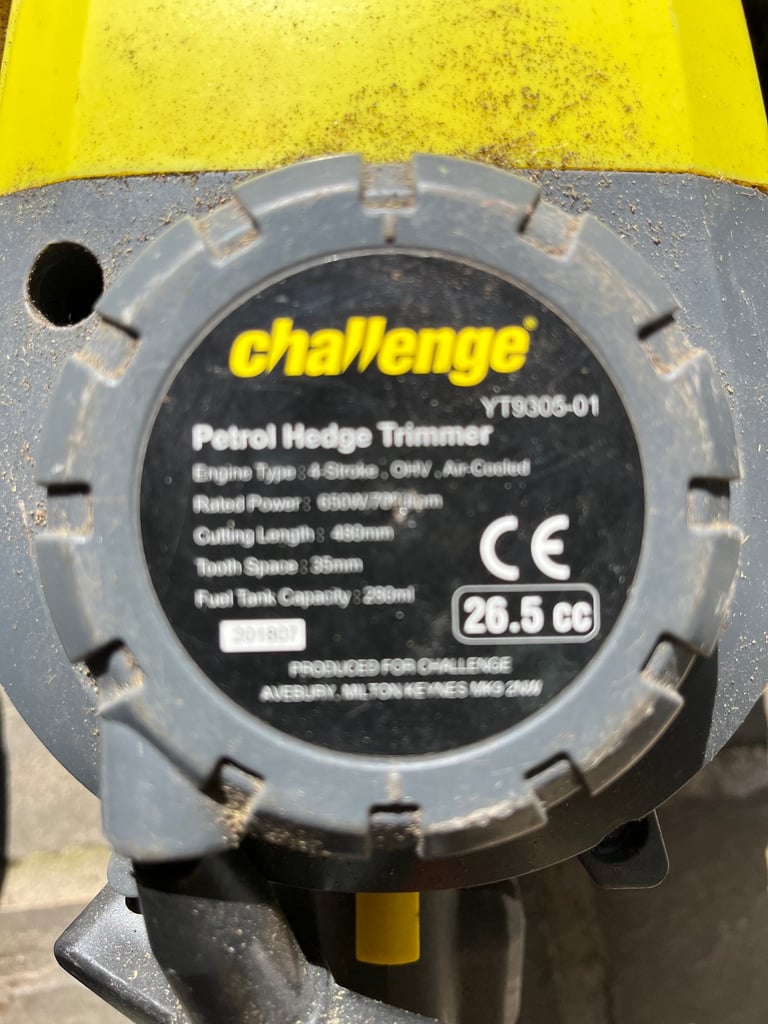 challenge
YT9305-01
Petrol Hedge Trimmer
Engine Type : 4-Stroke , OHV , Air-Cooled
Rated Power : 650W
Cutting Length : 480mm
Tooth Space : 35mm
Fuel Tank Capacity : 280ml
CE
26.5 cc
201807
PRODUCED FOR CHALLENGE
AVEBURY, MILTON KEYNES MK9 2NW